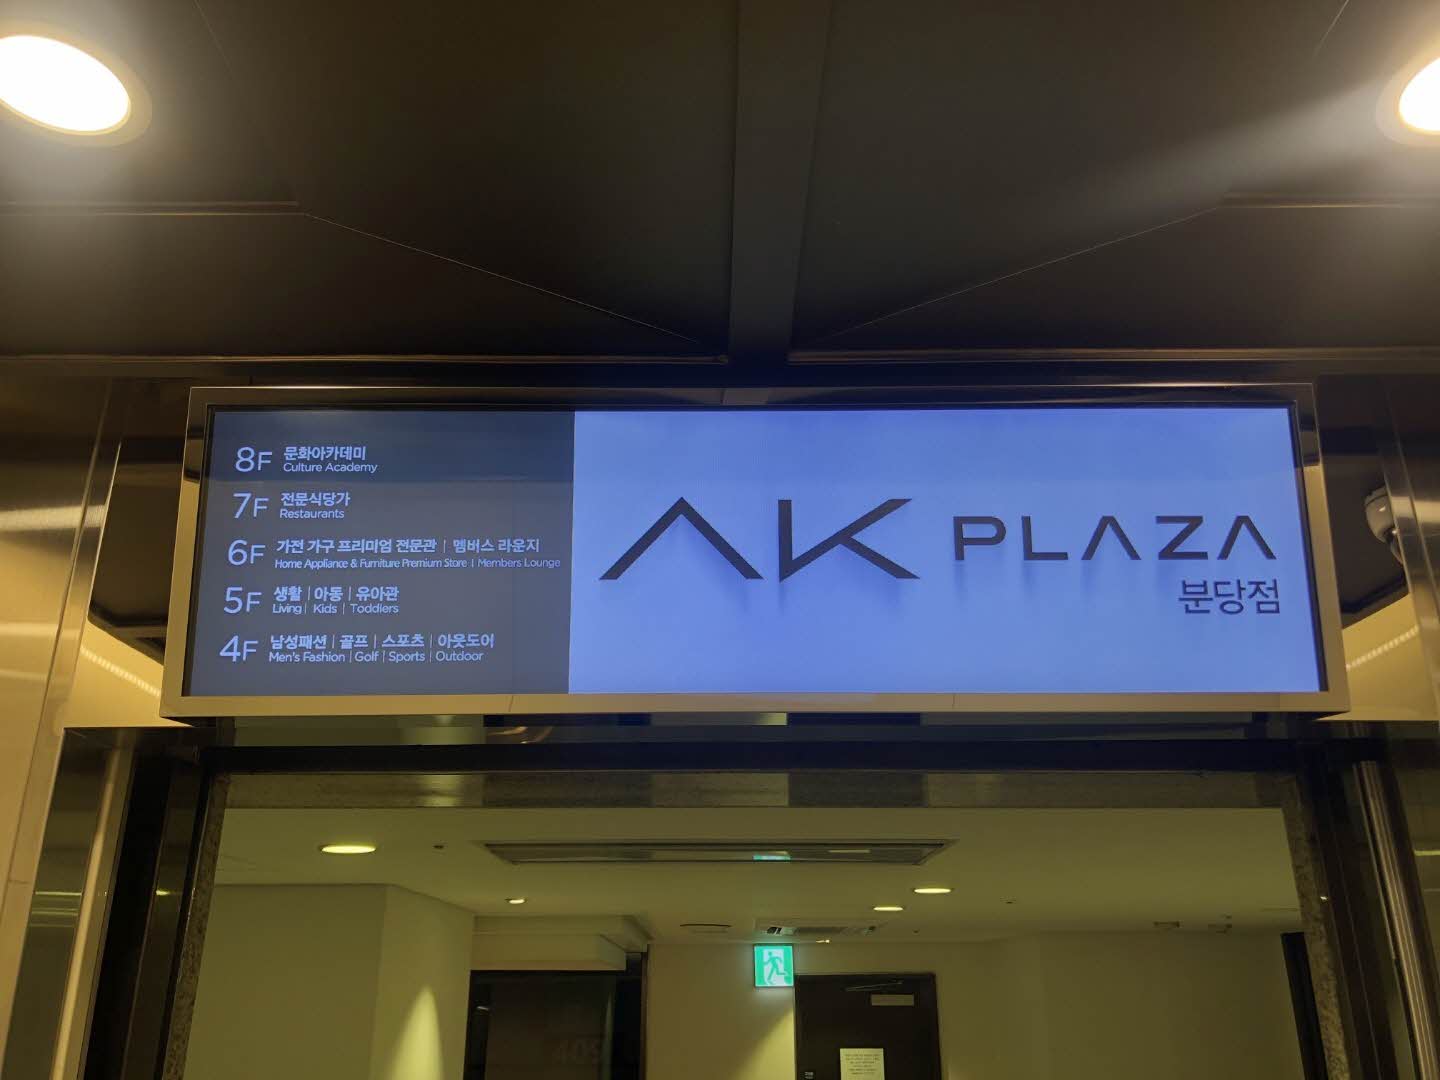 8F 문화아카데미
Culture Academy
7F 전문식당가
Restaurants
6F 가전 가구 프리미엄 전문관 | 멤버스 라운지
Home Appliance & Furniture Premium Store | Members Lounge
5F 생활 | 아동 | 유아관
Living | Kids | Toddlers
4F 남성패션 | 골프 | 스포츠 | 아웃도어
Men's Fashion | Golf | Sports | Outdoor
AK PLAZA
분당점